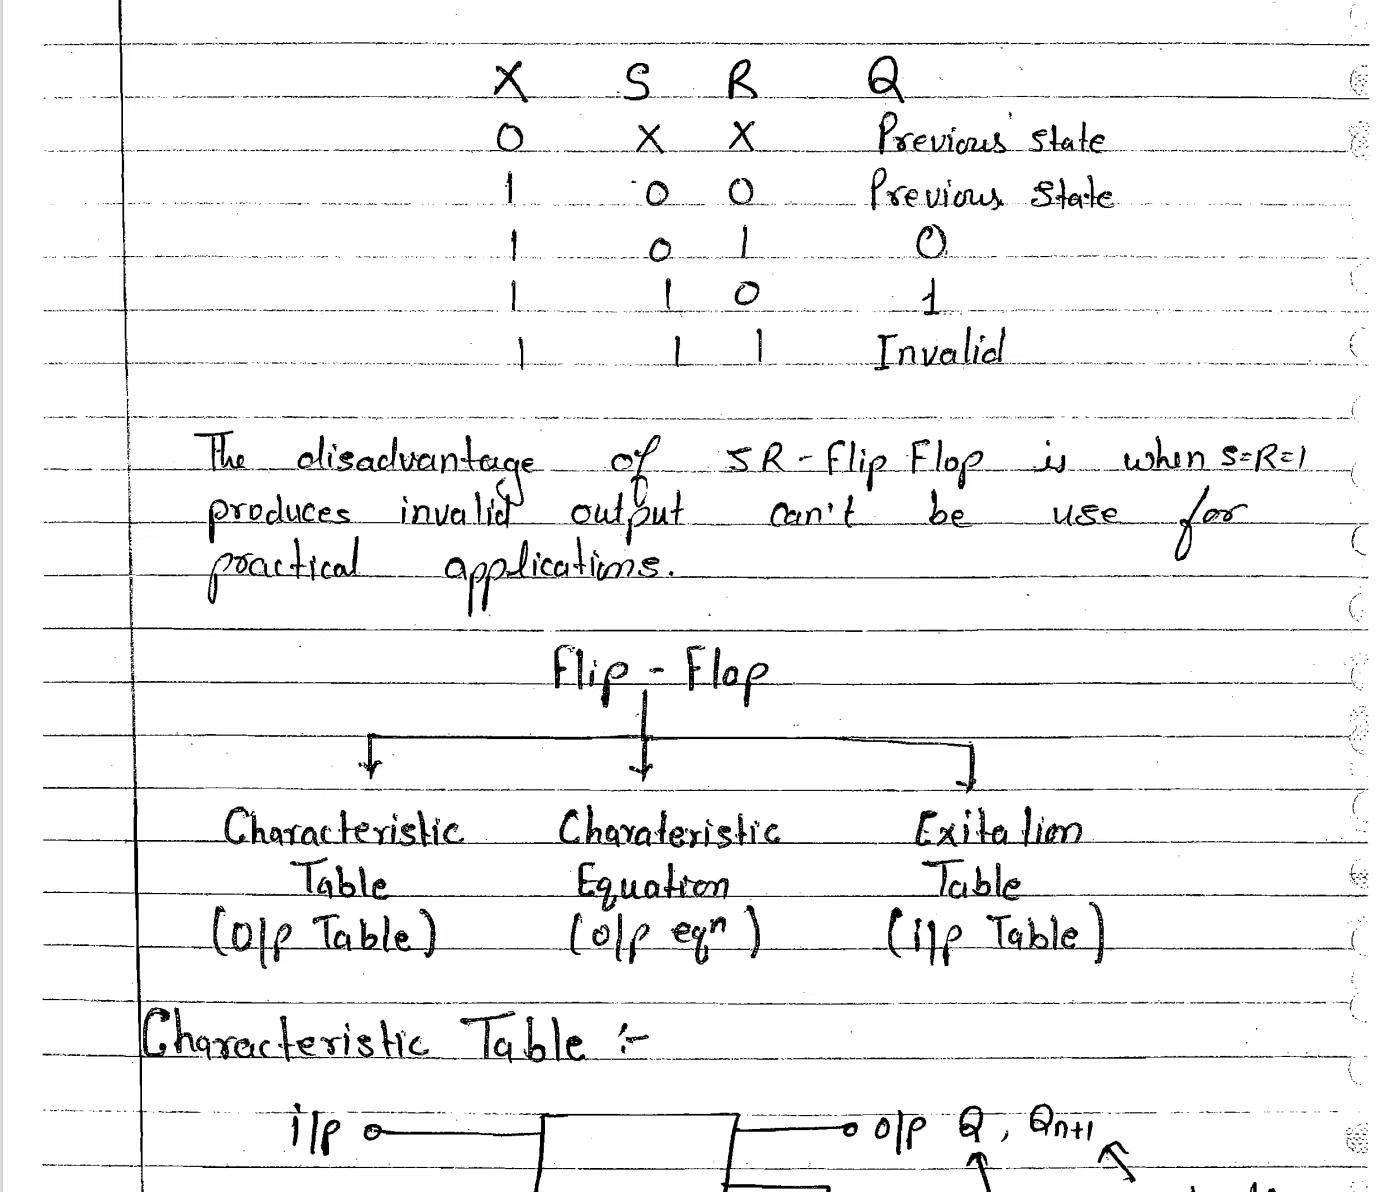 X S R Q
0 X X Previous state
1 0 0 Previous state
1 0 1 0
1 1 0 1
1 1 1 Invalid
The disadvantage of SR-Flip Flop is when S=R=1
produces invalid output can't be use for
practical applications.
Flip-Flop
Characteristic Charateristic Exitation
Table Equation Table
(o/p Table) (o/p eqⁿ) (i/p Table)
Characteristic Table :-
i/p o/p Q, Qn+1